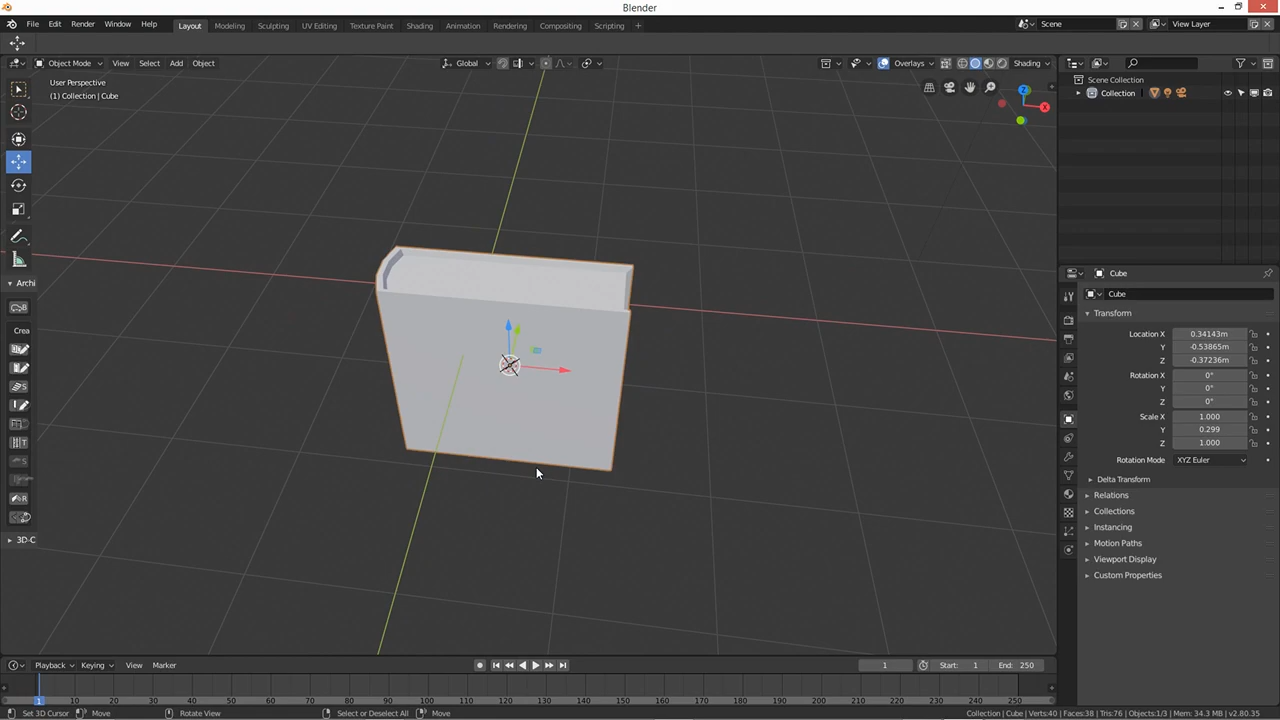 Blender
File Edit Render Window Help
Layout Modeling Sculpting UV Editing Texture Paint Shading Animation Rendering Compositing Scripting +
Scene
View Layer
Object Mode View Select Add Object
Global
Overlays
Shading
User Perspective
(1) Collection | Cube
Z
X
Scene Collection
Collection
Archi
Crea
3D-C
Cube
Cube
Transform
Location X 0.34143m
Y -0.53865m
Z -0.37236m
Rotation X 0°
Y 0°
Z 0°
Scale X 1.000
Y 0.299
Z 1.000
Rotation Mode XYZ Euler
Delta Transform
Relations
Collections
Instancing
Motion Paths
Viewport Display
Custom Properties
Playback Keying View Marker
1
Start: 1
End: 250
1 10 20 30 40 50 60 70 80 90 100 110 120 130 140 150 160 170 180 190 200 210 220 230 240 250
Set 3D Cursor Move Rotate View Select or Deselect All Move
Collection | Cube | Verts:40 | Faces:38 | Tris:76 | Objects:1/3 | Mem: 34.3 MB | v2.80.35